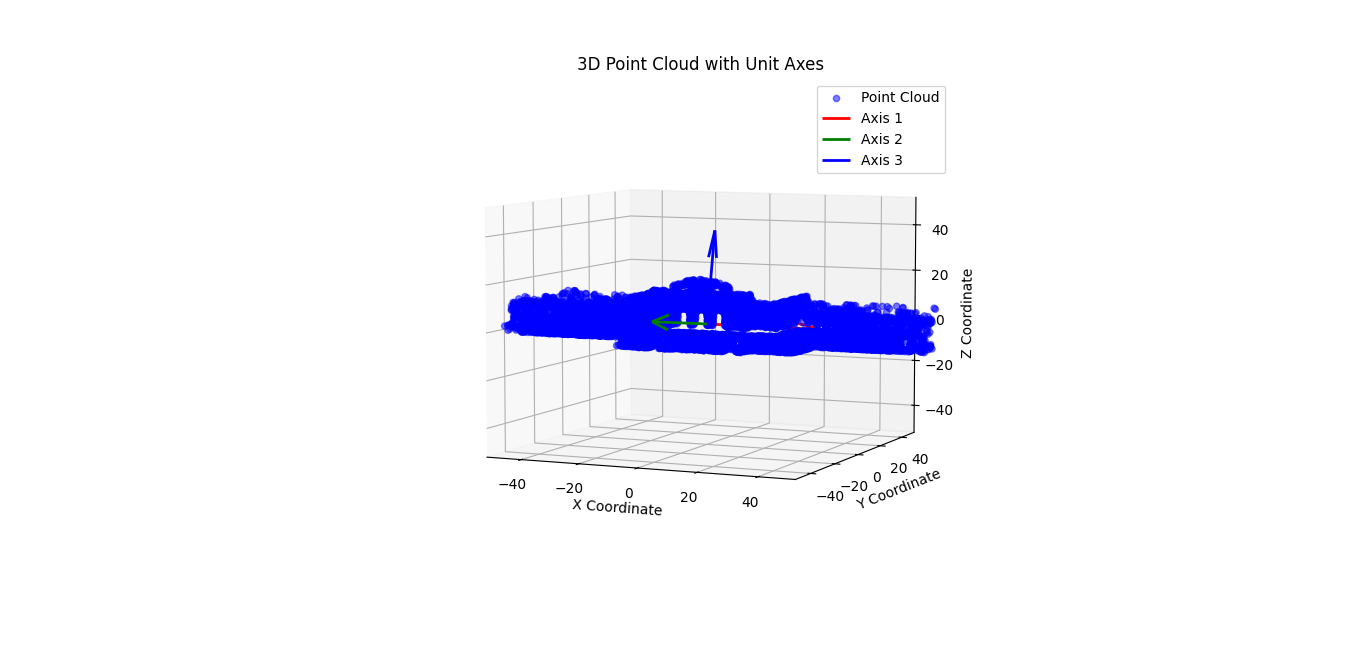 3D Point Cloud with Unit Axes
Point Cloud
Axis 1
Axis 2
Axis 3
40
20
0
−20
−40
Z Coordinate
−40
−20
0
20
40
X Coordinate
−40
−20
0
20
40
Y Coordinate